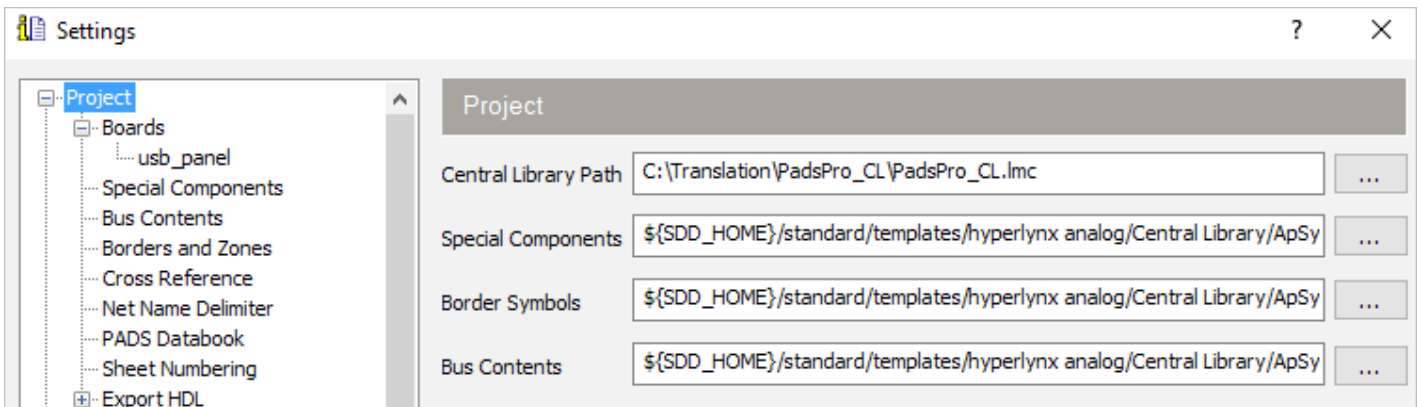 Settings
?
Project
Boards
usb_panel
Special Components
Bus Contents
Borders and Zones
Cross Reference
Net Name Delimiter
PADS Databook
Sheet Numbering
Export HDL
Project
Central Library Path C:\Translation\PadsPro_CL\PadsPro_CL.lmc ...
Special Components ${SDD_HOME}/standard/templates/hyperlynx analog/Central Library/ApSy ...
Border Symbols ${SDD_HOME}/standard/templates/hyperlynx analog/Central Library/ApSy ...
Bus Contents ${SDD_HOME}/standard/templates/hyperlynx analog/Central Library/ApSy ...